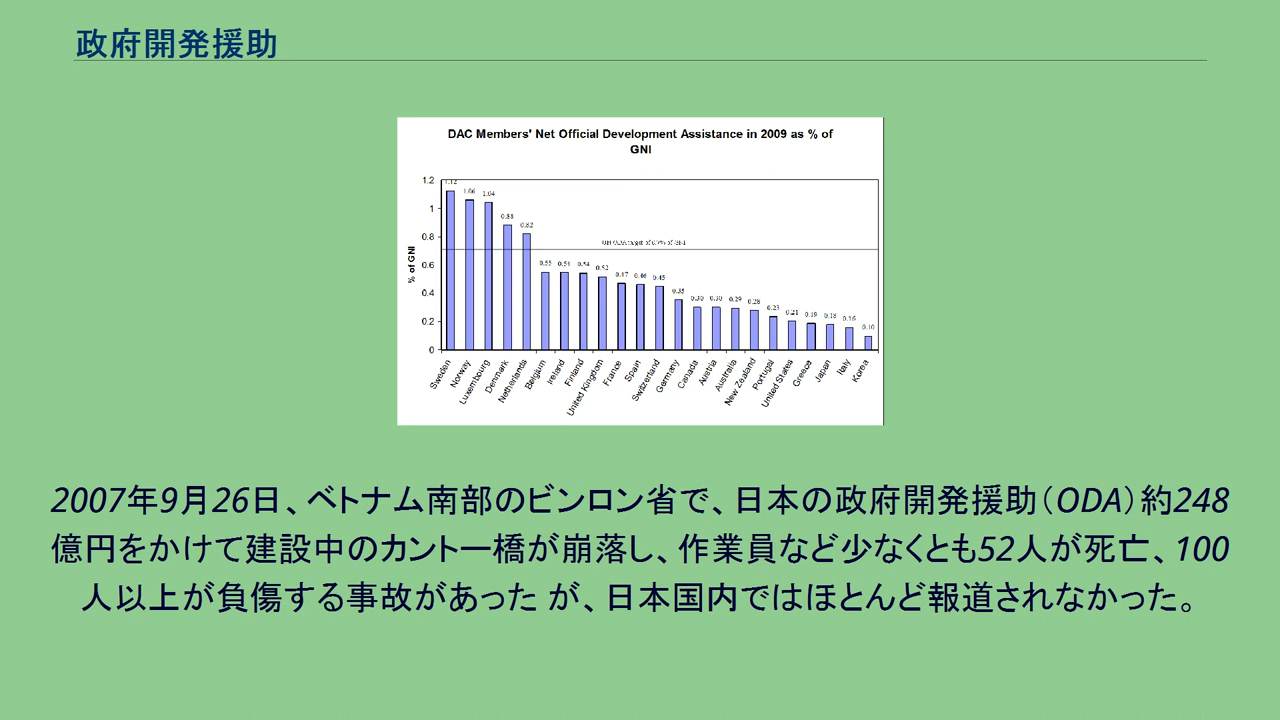 政府開発援助
DAC Members' Net Official Development Assistance in 2009 as % of
GNI
% of GNI
1.2
1
0.8
0.6
0.4
0.2
0
1.12
1.06
1.04
0.88
0.82
UN ODA target of 0.7% of GNI
0.55
0.54
0.54
0.52
0.47
0.46
0.45
0.35
0.30
0.30
0.29
0.28
0.23
0.21
0.19
0.18
0.16
0.10
Sweden
Norway
Luxembourg
Denmark
Netherlands
Belgium
Ireland
Finland
United Kingdom
France
Spain
Switzerland
Germany
Canada
Austria
Australia
New Zealand
Portugal
United States
Greece
Japan
Italy
Korea
2007年9月26日、ベトナム南部のビンロン省で、日本の政府開発援助（ODA）約248
億円をかけて建設中のカントー橋が崩落し、作業員など少なくとも52人が死亡、100
人以上が負傷する事故があった が、日本国内ではほとんど報道されなかった。